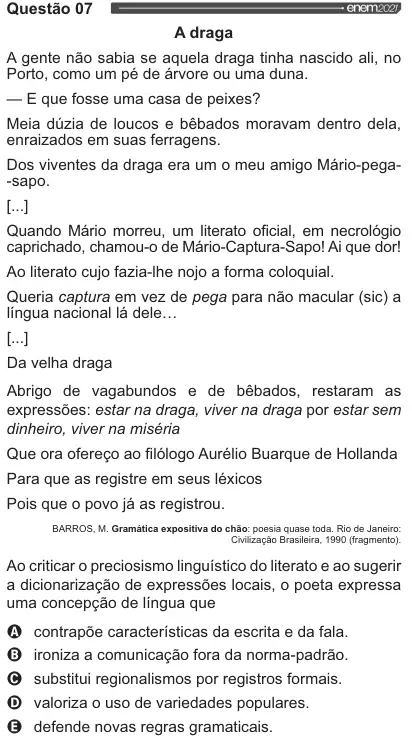 Questão 07 enem2021
A draga
A gente não sabia se aquela draga tinha nascido ali, no
Porto, como um pé de árvore ou uma duna.
— E que fosse uma casa de peixes?
Meia dúzia de loucos e bêbados moravam dentro dela,
enraizados em suas ferragens.
Dos viventes da draga era um o meu amigo Mário-pega-
-sapo.
[...]
Quando Mário morreu, um literato oficial, em necrológio
caprichado, chamou-o de Mário-Captura-Sapo! Ai que dor!
Ao literato cujo fazia-lhe nojo a forma coloquial.
Queria captura em vez de pega para não macular (sic) a
língua nacional lá dele…
[...]
Da velha draga
Abrigo de vagabundos e de bêbados, restaram as
expressões: estar na draga, viver na draga por estar sem
dinheiro, viver na miséria
Que ora ofereço ao filólogo Aurélio Buarque de Hollanda
Para que as registre em seus léxicos
Pois que o povo já as registrou.
BARROS, M. Gramática expositiva do chão: poesia quase toda. Rio de Janeiro:
Civilização Brasileira, 1990 (fragmento).
Ao criticar o preciosismo linguístico do literato e ao sugerir
a dicionarização de expressões locais, o poeta expressa
uma concepção de língua que
A contrapõe características da escrita e da fala.
B ironiza a comunicação fora da norma-padrão.
C substitui regionalismos por registros formais.
D valoriza o uso de variedades populares.
E defende novas regras gramaticais.